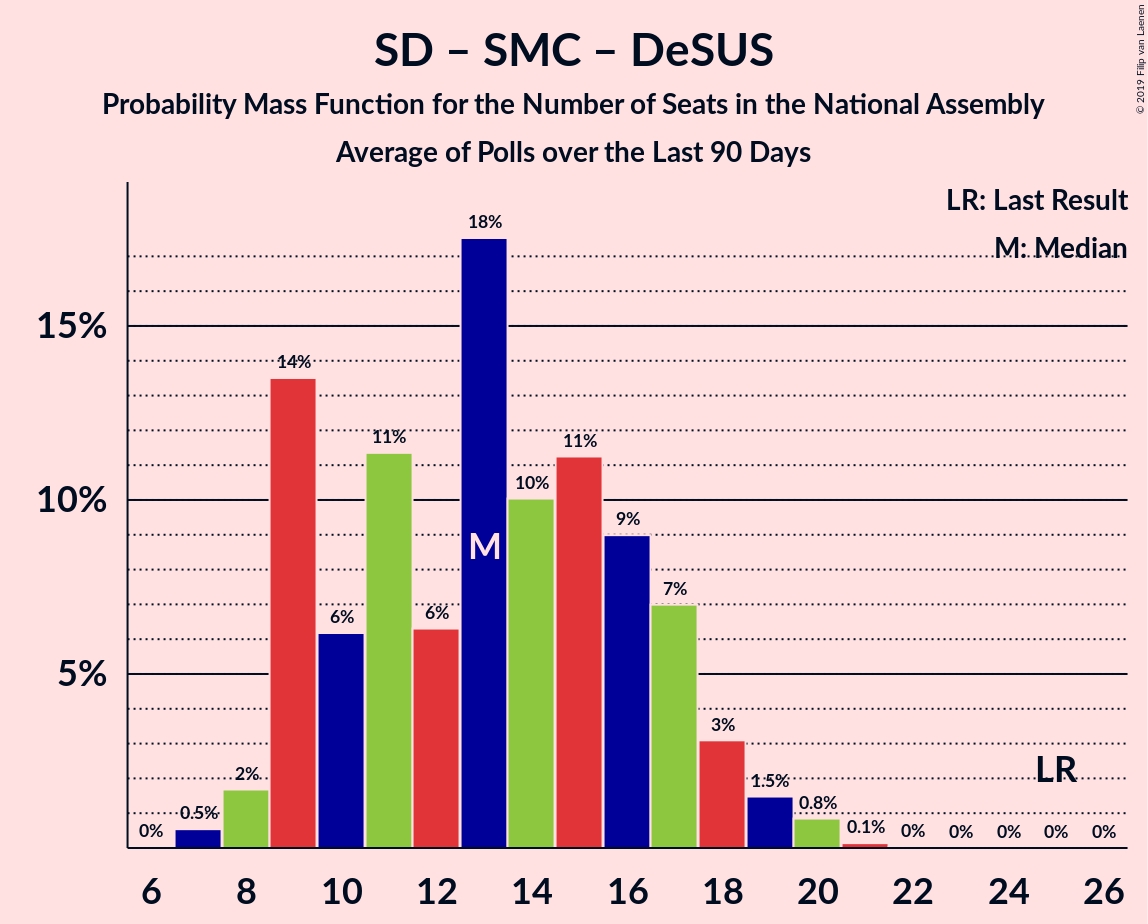 SD – SMC – DeSUS
Probability Mass Function for the Number of Seats in the National Assembly
Average of Polls over the Last 90 Days
© 2019 Filip van Laenen
LR: Last Result
M: Median
15%
10%
5%
0%
0.5%
2%
14%
6%
11%
6%
18%
10%
11%
9%
7%
3%
1.5%
0.8%
0.1%
0%
0%
0%
0%
0%
M
LR
6 8 10 12 14 16 18 20 22 24 26